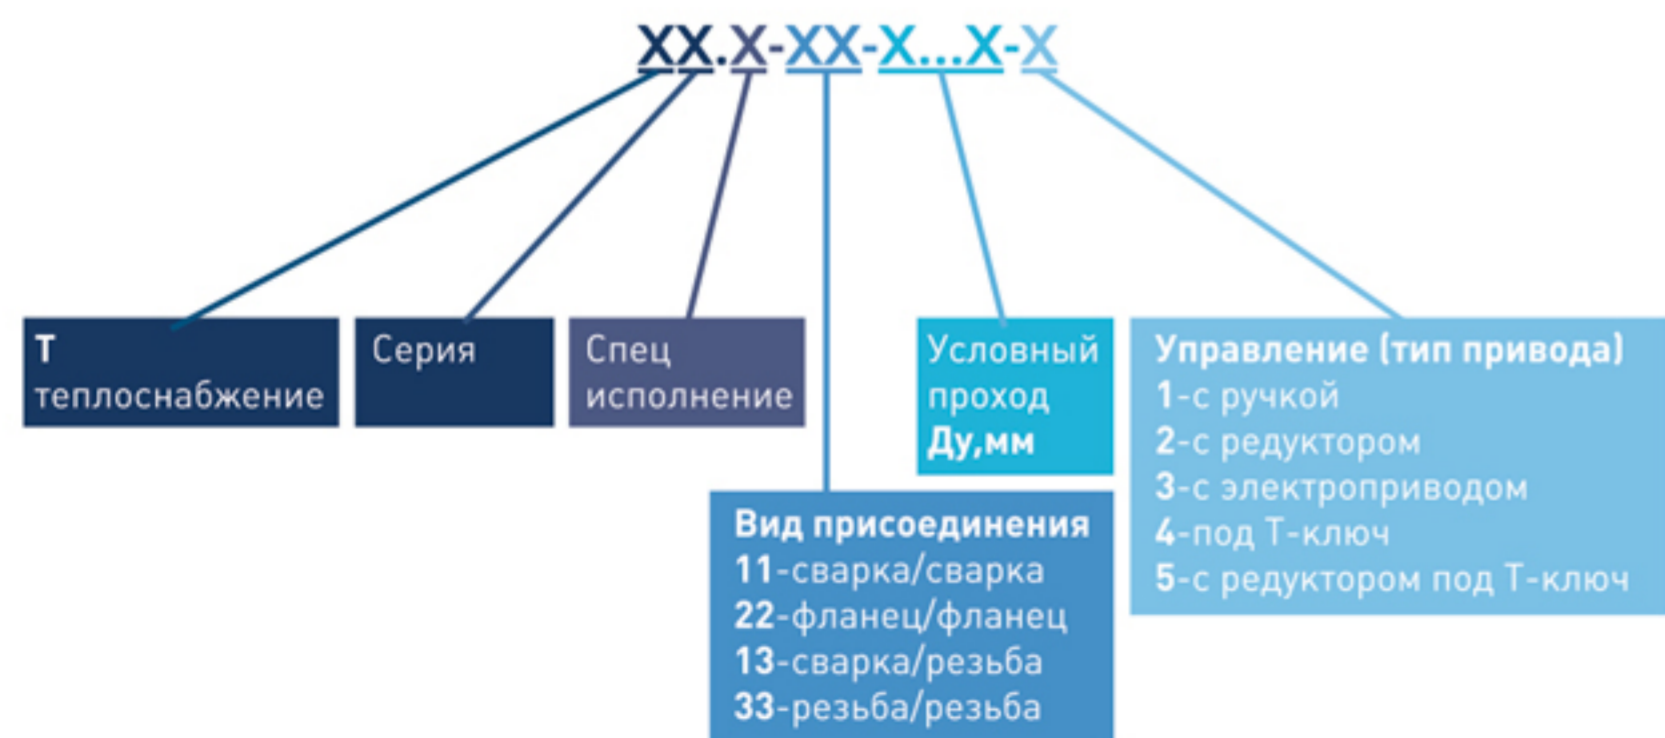 XX.X-XX-X...X-X
Т
теплоснабжение
Серия
Спец
исполнение
Условный
проход
Ду,мм
Управление (тип привода)
1-с ручкой
2-с редуктором
3-с электроприводом
4-под Т-ключ
5-с редуктором под Т-ключ
Вид присоединения
11-сварка/сварка
22-фланец/фланец
13-сварка/резьба
33-резьба/резьба